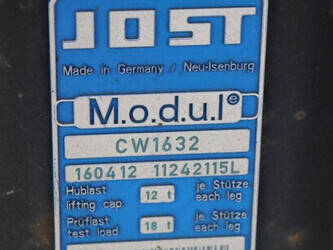 JOST
Made in Germany / Neu-Isenburg
M.o.d.u.l e
CW1632
160412 11242115L
Hublast lifting cap. 12 t je Stütze each leg
Prüflast test load 18 t je Stütze each leg